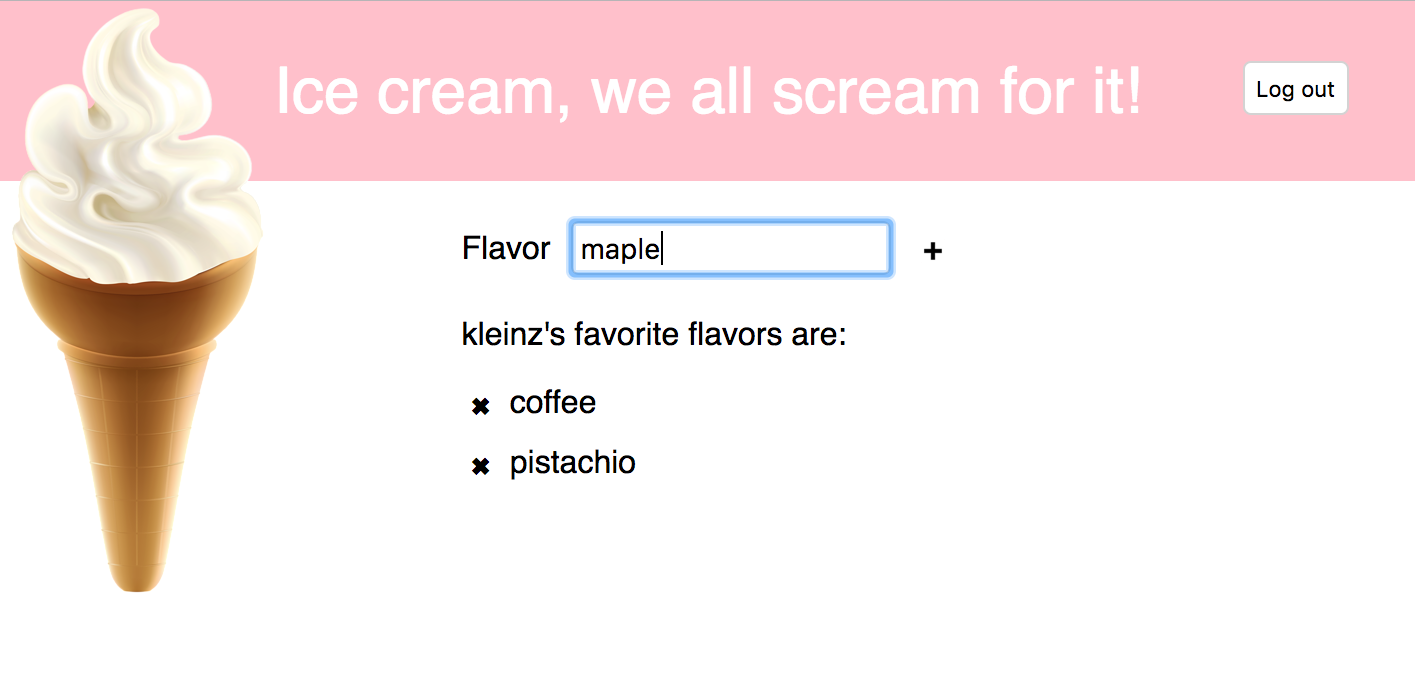 Ice cream, we all scream for it!
Log out
Flavor maple +
kleinz's favorite flavors are:
✖ coffee
✖ pistachio